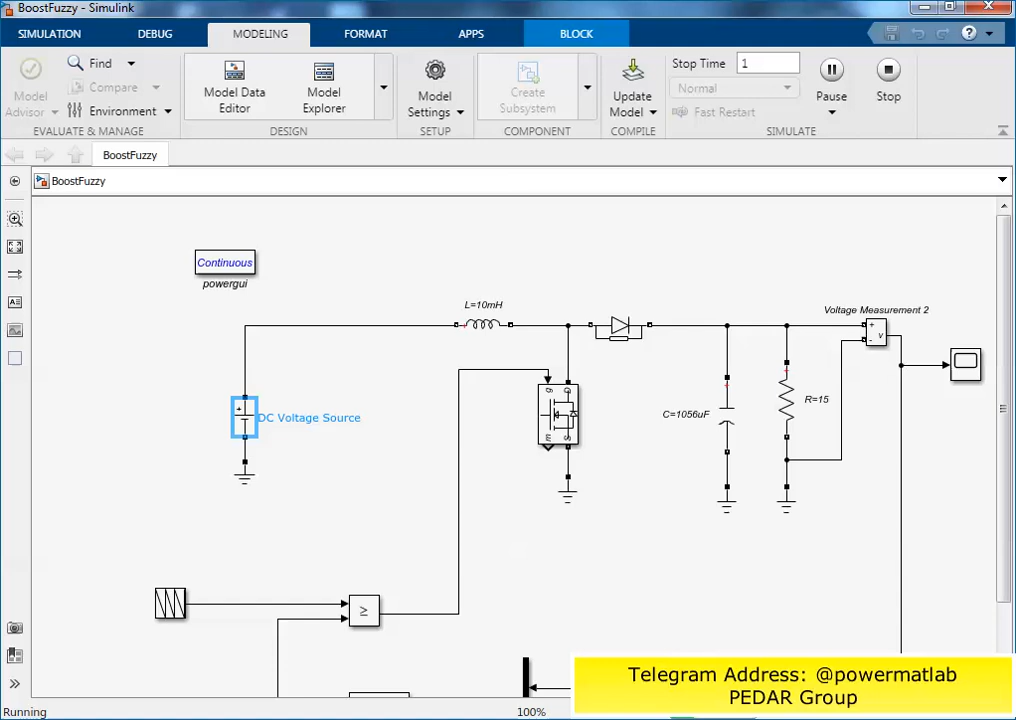 BoostFuzzy - Simulink
SIMULATION DEBUG MODELING FORMAT APPS BLOCK
Model Advisor
Find
Compare
Environment
EVALUATE & MANAGE
Model Data Editor
Model Explorer
DESIGN
Model Settings
SETUP
Create Subsystem
COMPONENT
Update Model
COMPILE
Stop Time 1
Normal
Fast Restart
Pause
Stop
SIMULATE
BoostFuzzy
BoostFuzzy
Continuous
powergui
L=10mH
Voltage Measurement 2
+
v
-
g
D
m
S
+
DC Voltage Source
C=1056uF
R=15
≥
Telegram Address: @powermatlab
PEDAR Group
Running
100%